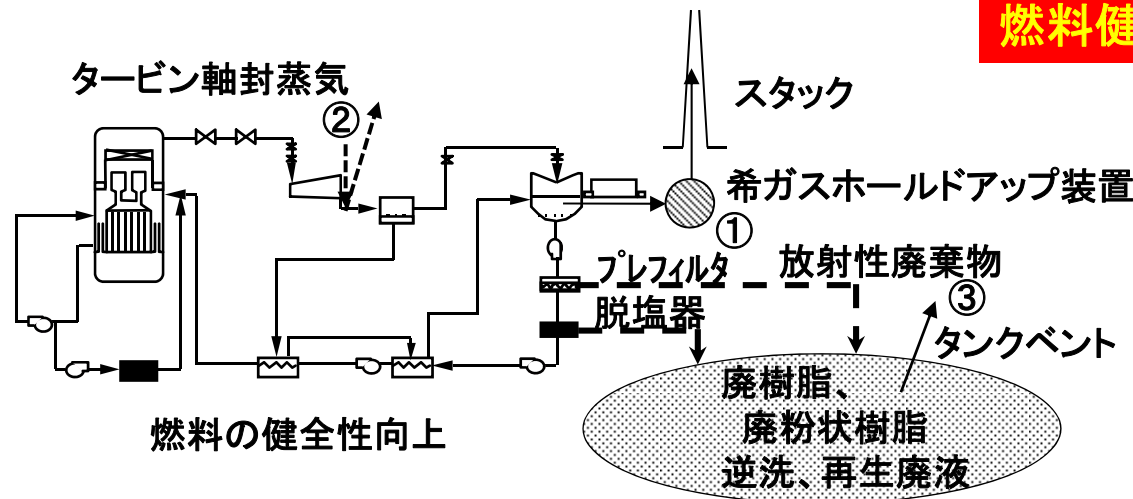 燃料健
タービン軸封蒸気
②
スタック
希ガスホールドアップ装置
①
プレフィルタ
放射性廃棄物
③
脱塩器
タンクベント
廃樹脂、
廃粉状樹脂
逆洗、再生廃液
燃料の健全性向上